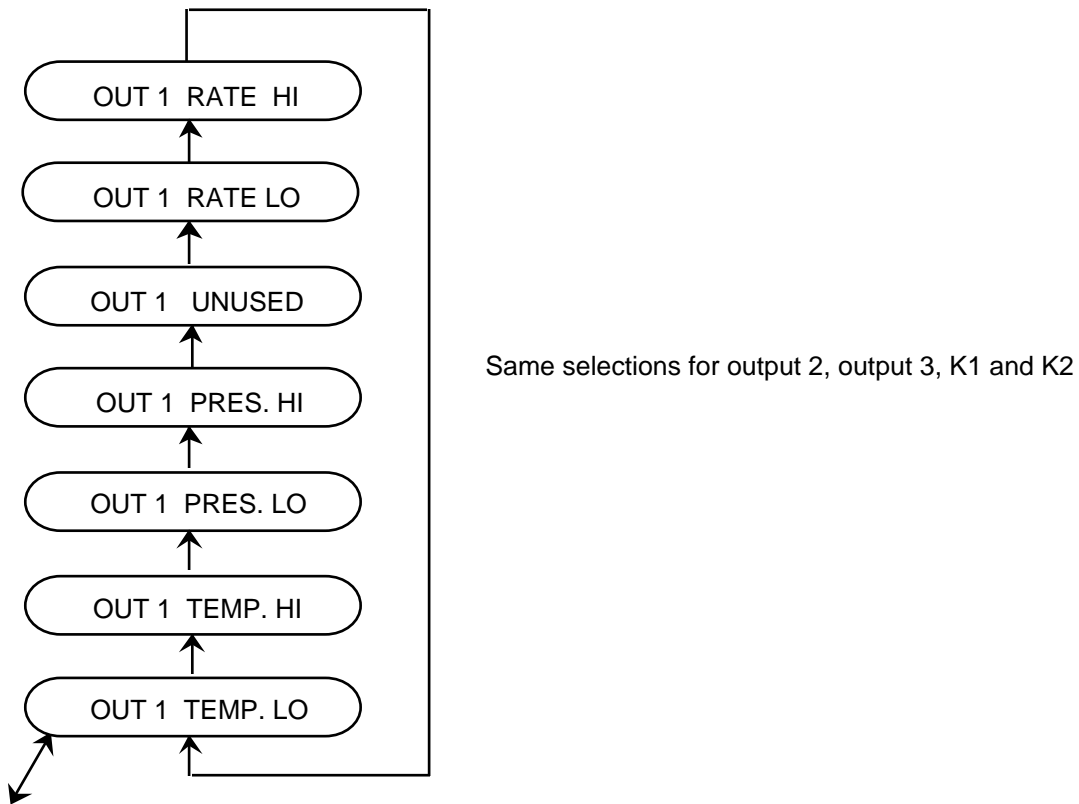 OUT 1 RATE HI
OUT 1 RATE LO
OUT 1 UNUSED
Same selections for output 2, output 3, K1 and K2
OUT 1 PRES. HI
OUT 1 PRES. LO
OUT 1 TEMP. HI
OUT 1 TEMP. LO